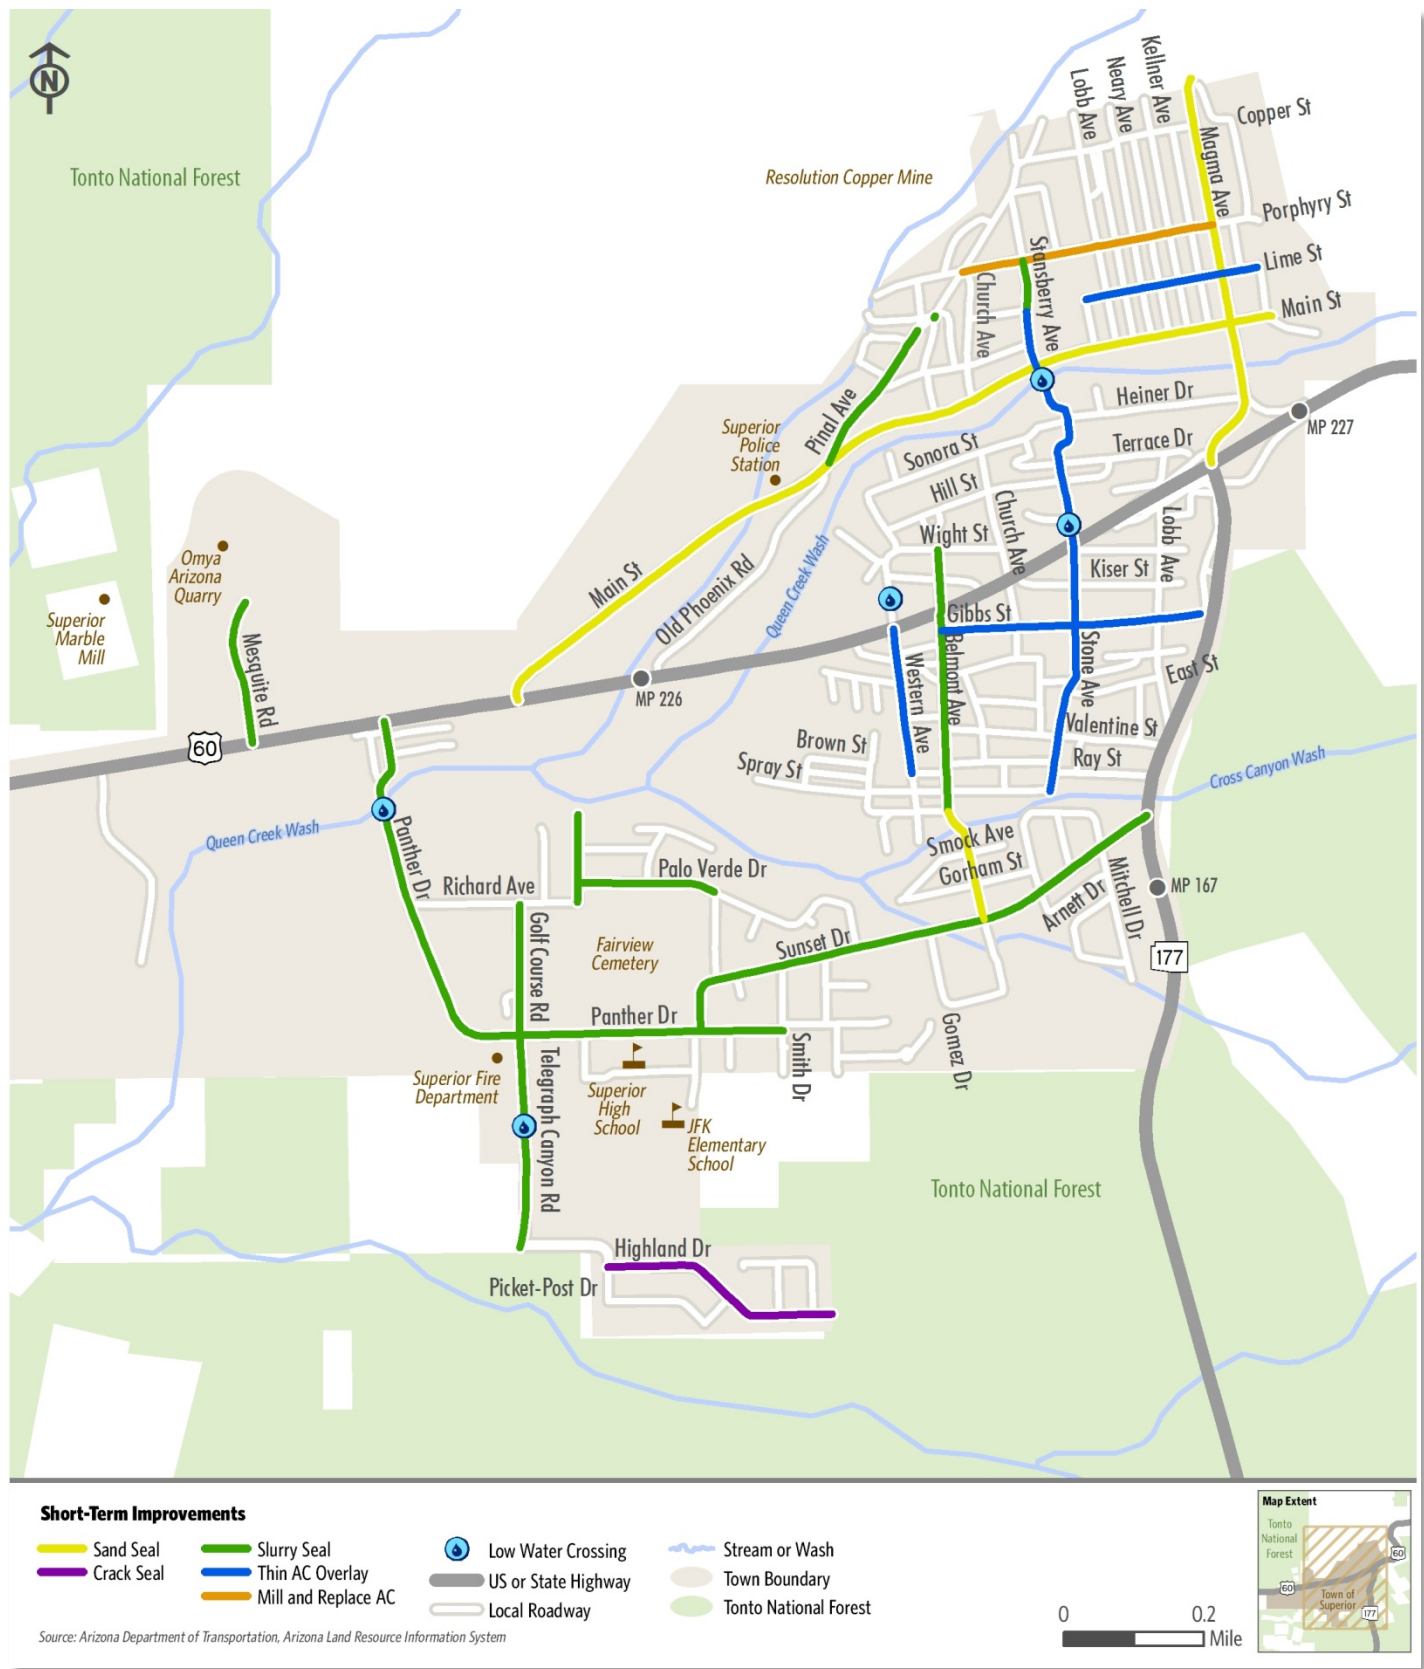 N
Tonto National Forest
Resolution Copper Mine
Lobb Ave
Neary Ave
Kellner Ave
Copper St
Magma Ave
Porphyry St
Lime St
Main St
Stansberry Ave
Church Ave
Heiner Dr
MP 227
Terrace Dr
Pinal Ave
Superior
Police
Station
Sonora St
Hill St
Church Ave
Lobb Ave
Wight St
Kiser St
Omya
Arizona
Quarry
Superior
Marble
Mill
Main St
Old Phoenix Rd
Queen Creek Wash
Gibbs St
Mesquite Rd
Belmont Ave
Western Ave
Stone Ave
East St
MP 226
Valentine St
60
Brown St
Ray St
Spray St
Cross Canyon Wash
Queen Creek Wash
Panther Dr
Smock Ave
Gorham St
Palo Verde Dr
Richard Ave
Arnett Dr
Mitchell Dr
MP 167
Golf Course Rd
Fairview
Cemetery
Sunset Dr
177
Panther Dr
Gomez Dr
Smith Dr
Superior Fire
Department
Telegraph Canyon Rd
Superior
High
School
JFK
Elementary
School
Tonto National Forest
Highland Dr
Picket-Post Dr
Short-Term Improvements
Sand Seal
Crack Seal
Slurry Seal
Thin AC Overlay
Mill and Replace AC
Low Water Crossing
US or State Highway
Local Roadway
Stream or Wash
Town Boundary
Tonto National Forest
0 0.2
Mile
Map Extent
Tonto
National
Forest
60
60
Town of
Superior
177
Source: Arizona Department of Transportation, Arizona Land Resource Information System